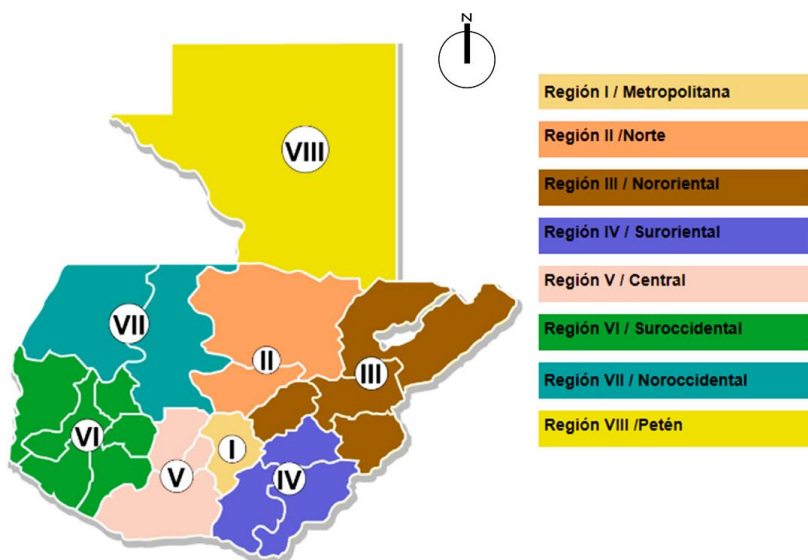 N
Región I / Metropolitana
Región II /Norte
Región III / Nororiental
Región IV / Suroriental
Región V / Central
Región VI / Suroccidental
Región VII / Noroccidental
Región VIII /Petén
VIII
VII
II
III
VI
I
V
IV